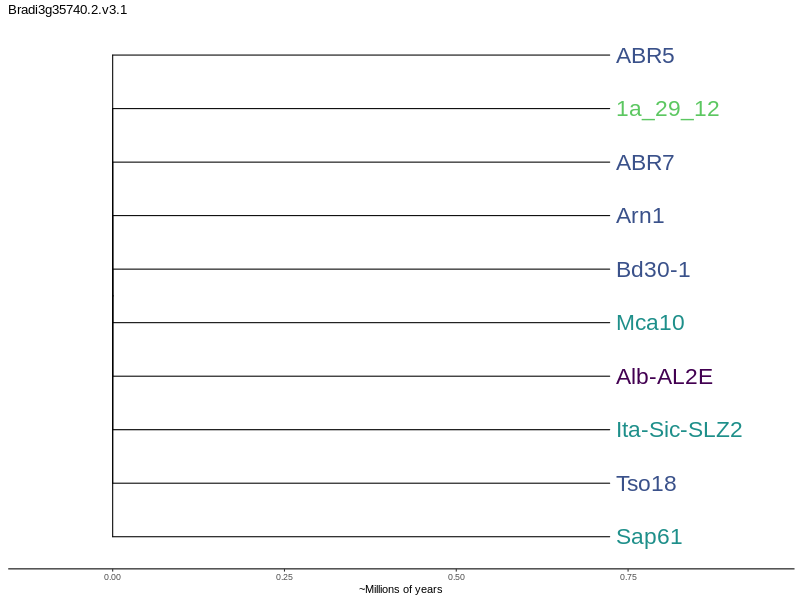 Bradi3g35740.2.v3.1
ABR5
1a_29_12
ABR7
Arn1
Bd30-1
Mca10
Alb-AL2E
Ita-Sic-SLZ2
Tso18
Sap61
0.00 0.25 0.50 0.75
~Millions of years